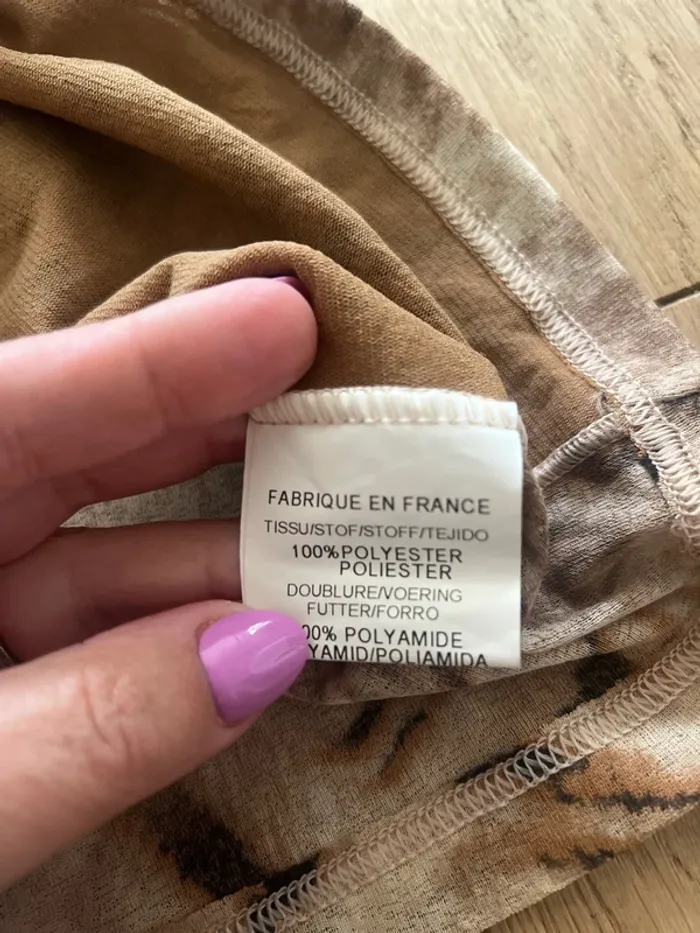 FABRIQUE EN FRANCE
TISSU/STOF/STOFF/TEJIDO
100%POLYESTER
POLIESTER
DOUBLURE/VOERING
FUTTER/FORRO
00% POLYAMIDE
YAMID/POLIAMIDA